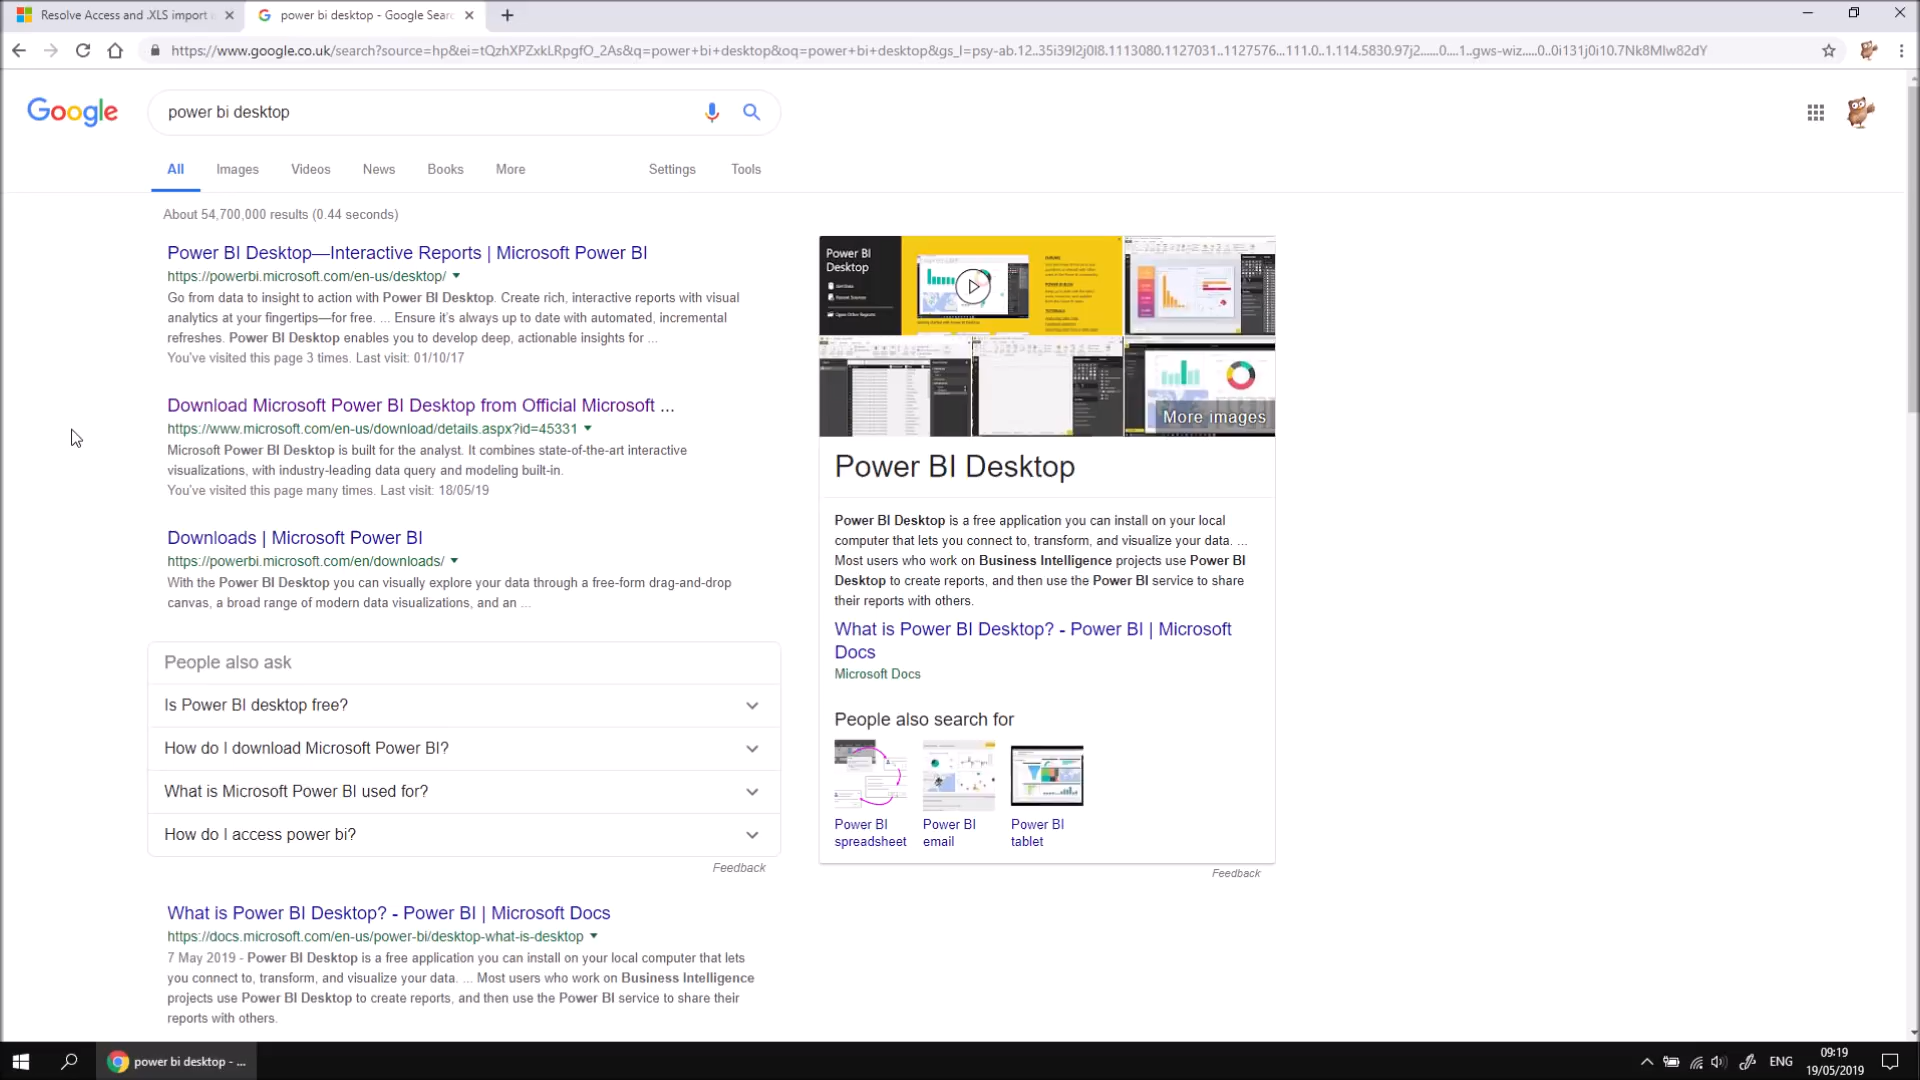 Resolve Access and .XLS import
power bi desktop - Google Sear
https://www.google.co.uk/search?source=hp&ei=tQzhXPZxkLRpgfO_2As&q=power+bi+desktop&oq=power+bi+desktop&gs_l=psy-ab.12..35i39l2j0l8.1113080.1127031..1127576...111.0..1.114.5830.97j2......0....1..gws-wiz.....0..0i131j0i10.7Nk8Mlw82dY
Google
power bi desktop
All Images Videos News Books More Settings Tools
About 54,700,000 results (0.44 seconds)
Power BI Desktop—Interactive Reports | Microsoft Power BI
https://powerbi.microsoft.com/en-us/desktop/
Go from data to insight to action with Power BI Desktop. Create rich, interactive reports with visual
analytics at your fingertips—for free. ... Ensure it's always up to date with automated, incremental
refreshes. Power BI Desktop enables you to develop deep, actionable insights for ...
You've visited this page 3 times. Last visit: 01/10/17
Download Microsoft Power BI Desktop from Official Microsoft ...
https://www.microsoft.com/en-us/download/details.aspx?id=45331
Microsoft Power BI Desktop is built for the analyst. It combines state-of-the-art interactive
visualizations, with industry-leading data query and modeling built-in.
You've visited this page many times. Last visit: 18/05/19
Downloads | Microsoft Power BI
https://powerbi.microsoft.com/en/downloads/
With the Power BI Desktop you can visually explore your data through a free-form drag-and-drop
canvas, a broad range of modern data visualizations, and an ...
People also ask
Is Power BI desktop free?
How do I download Microsoft Power BI?
What is Microsoft Power BI used for?
How do I access power bi?
Feedback
What is Power BI Desktop? - Power BI | Microsoft Docs
https://docs.microsoft.com/en-us/power-bi/desktop-what-is-desktop
7 May 2019 - Power BI Desktop is a free application you can install on your local computer that lets
you connect to, transform, and visualize your data. ... Most users who work on Business Intelligence
projects use Power BI Desktop to create reports, and then use the Power BI service to share their
reports with others.
Power BI
Desktop
More images
Power BI Desktop
Power BI Desktop is a free application you can install on your local
computer that lets you connect to, transform, and visualize your data. ...
Most users who work on Business Intelligence projects use Power BI
Desktop to create reports, and then use the Power BI service to share
their reports with others.
What is Power BI Desktop? - Power BI | Microsoft
Docs
Microsoft Docs
People also search for
Power BI
spreadsheet
Power BI
email
Power BI
tablet
Feedback
power bi desktop - ...
ENG
09:19
19/05/2019